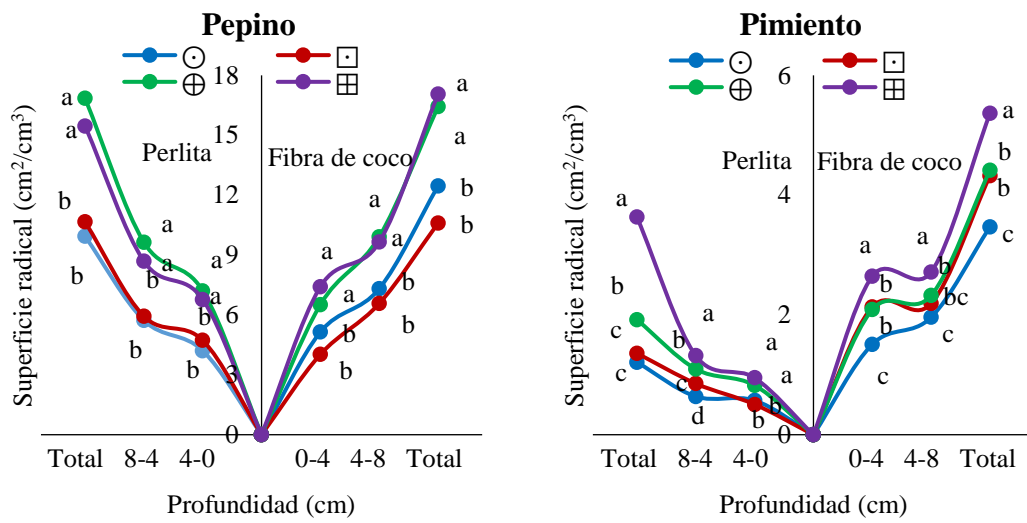 Pepino
18
15
12
9
6
3
0
Superficie radical (cm²/cm³)
Perlita
Fibra de coco
a
a
b
b
a
a
b
b
a
a
b
b
a
a
b
b
a
a
b
b
a
a
b
b
Total 8-4 4-0 0-4 4-8 Total
Profundidad (cm)
Pimiento
6
4
2
0
Superficie radical (cm²/cm³)
Perlita
Fibra de coco
a
b
c
c
a
c
d
a
a
b
b
a
b
b
c
a
b
bc
c
a
b
b
c
Total 8-4 4-0 0-4 4-8 Total
Profundidad (cm)